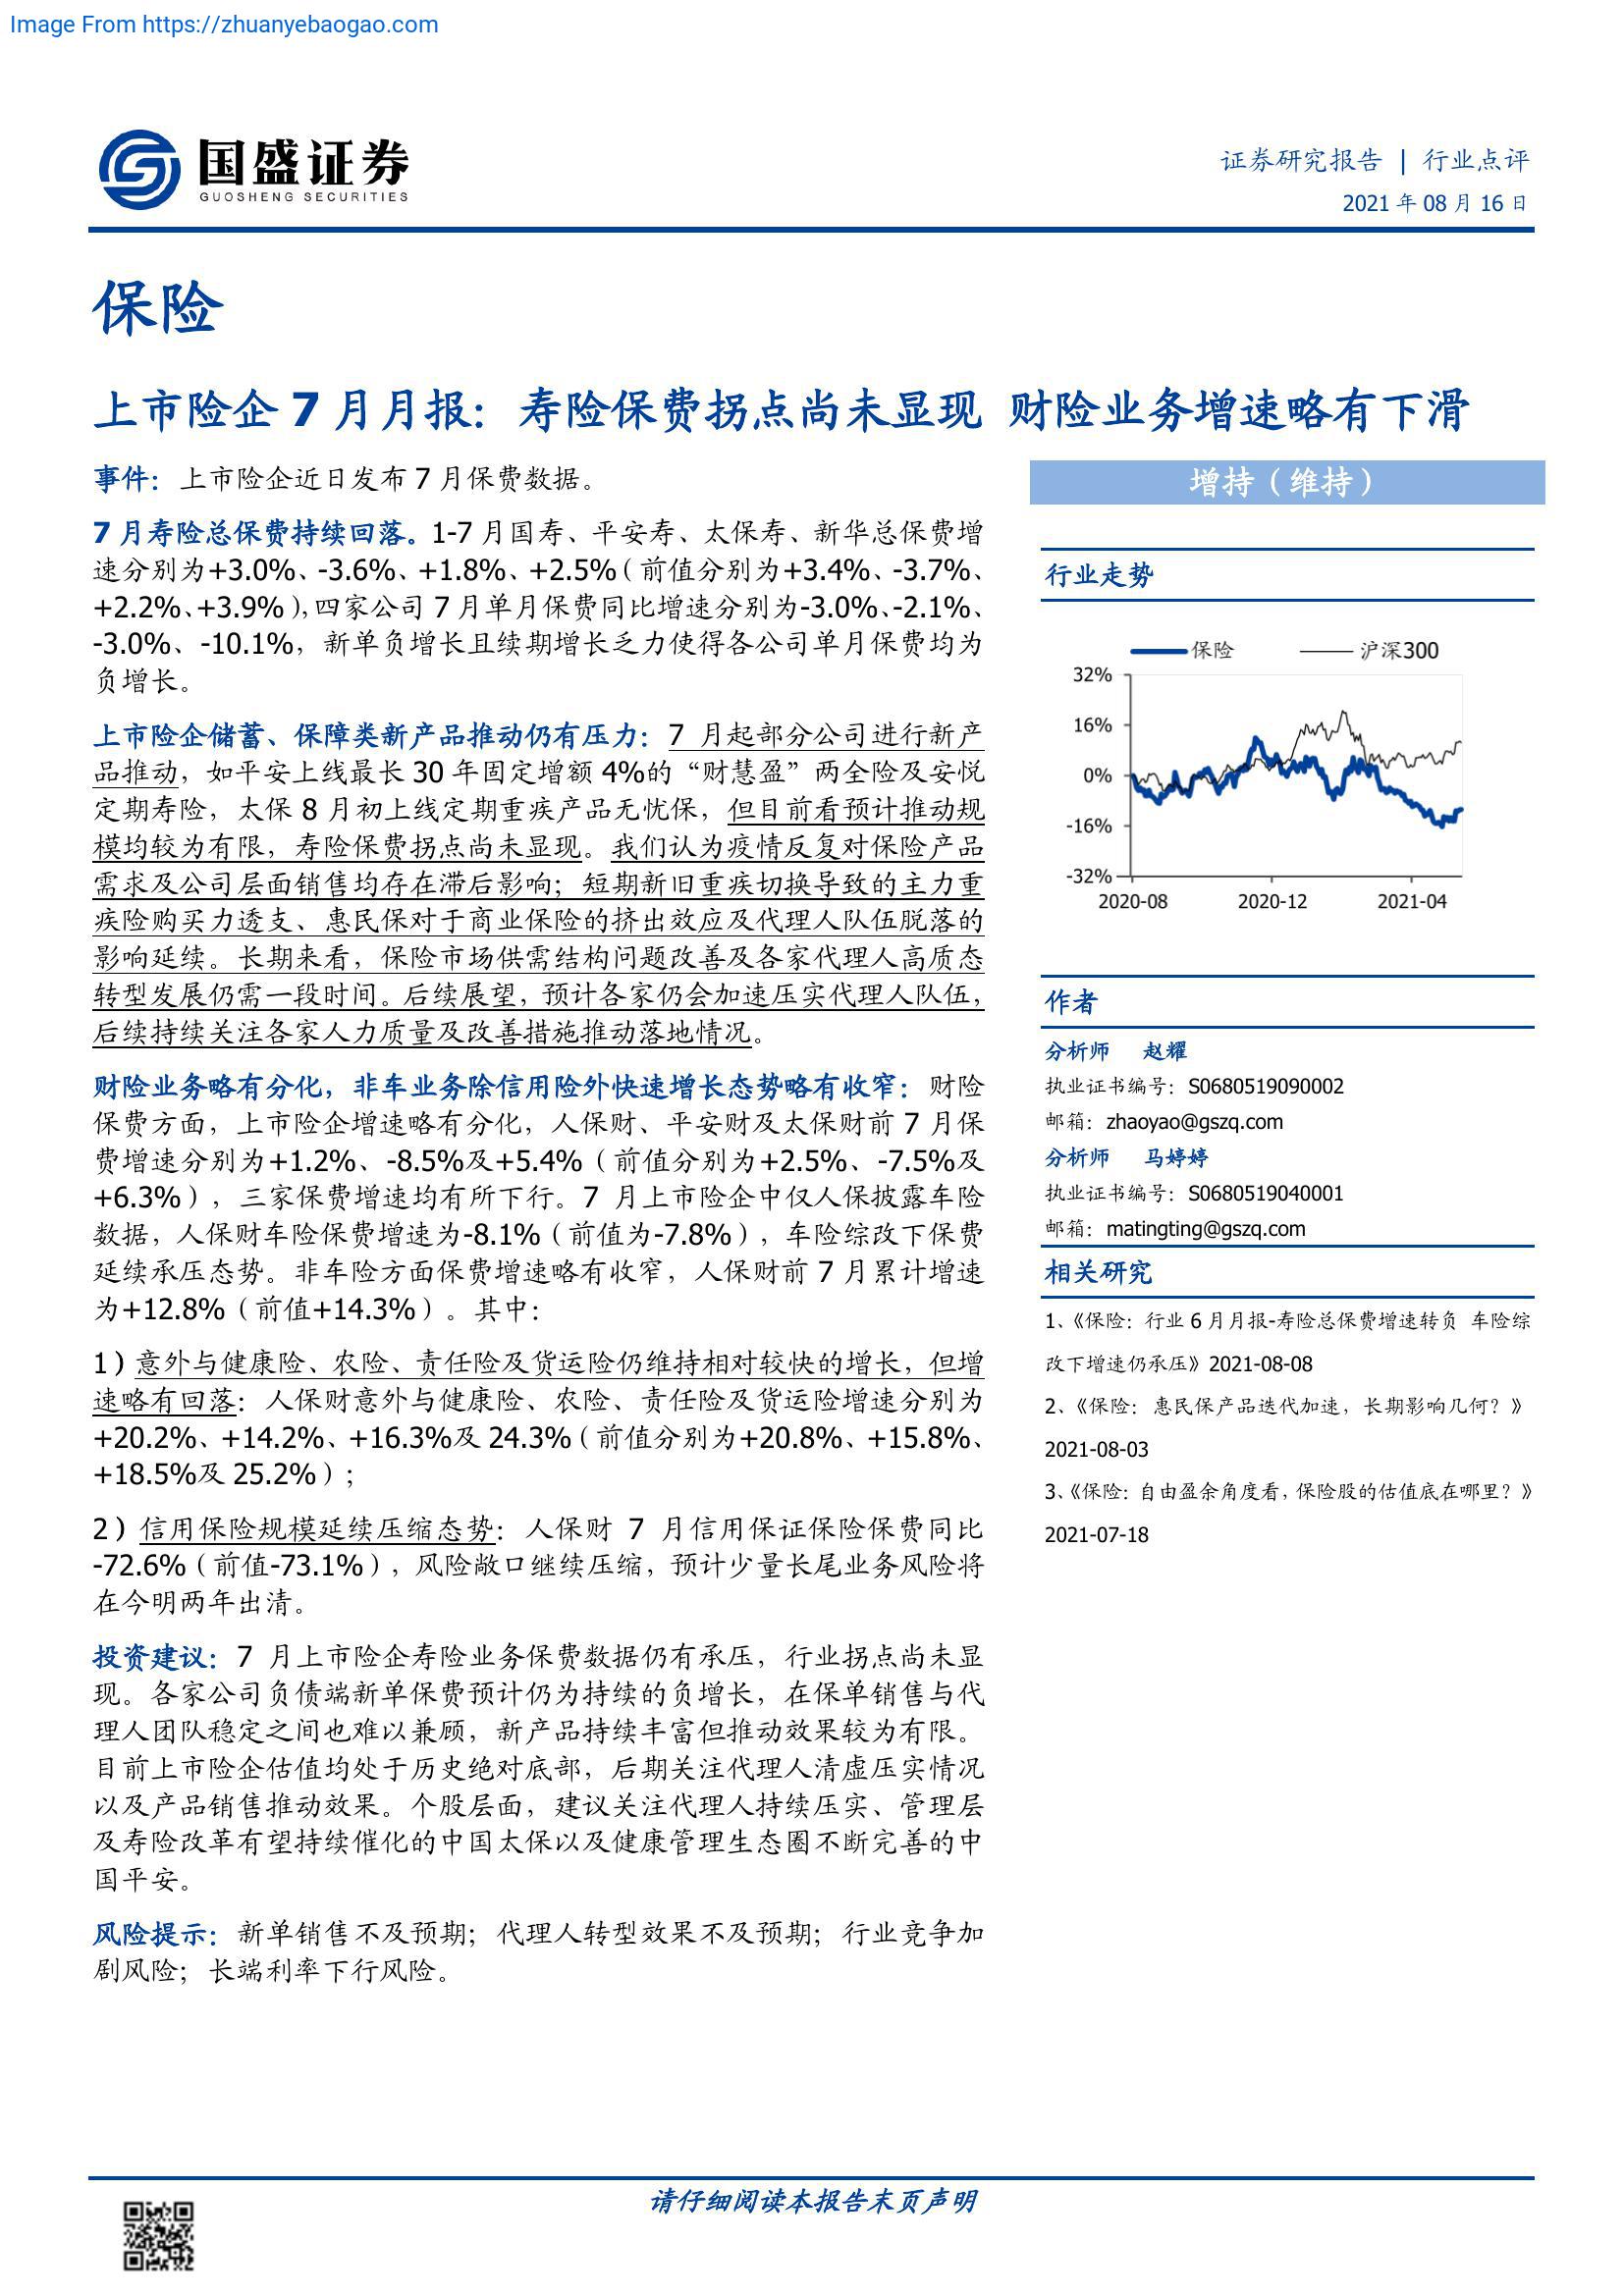 Image From https://zhuanyebaogao.com
国盛证券
GUOSHENG SECURITIES
证券研究报告 | 行业点评
2021 年 08 月 16 日
保险
上市险企 7 月月报：寿险保费拐点尚未显现 财险业务增速略有下滑
事件：上市险企近日发布 7 月保费数据。
7 月寿险总保费持续回落。1-7 月国寿、平安寿、太保寿、新华总保费增
速分别为+3.0%、-3.6%、+1.8%、+2.5%（前值分别为+3.4%、-3.7%、
+2.2%、+3.9%），四家公司 7 月单月保费同比增速分别为-3.0%、-2.1%、
-3.0%、-10.1%，新单负增长且续期增长乏力使得各公司单月保费均为
负增长。
上市险企储蓄、保障类新产品推动仍有压力：7 月起部分公司进行新产
品推动，如平安上线最长 30 年固定增额 4%的“财慧盈”两全险及安悦
定期寿险，太保 8 月初上线定期重疾产品无忧保，但目前看预计推动规
模均较为有限，寿险保费拐点尚未显现。我们认为疫情反复对保险产品
需求及公司层面销售均存在滞后影响；短期新旧重疾切换导致的主力重
疾险购买力透支、惠民保对于商业保险的挤出效应及代理人队伍脱落的
影响延续。长期来看，保险市场供需结构问题改善及各家代理人高质态
转型发展仍需一段时间。后续展望，预计各家仍会加速压实代理人队伍，
后续持续关注各家人力质量及改善措施推动落地情况。
财险业务略有分化，非车业务除信用险外快速增长态势略有收窄：财险
保费方面，上市险企增速略有分化，人保财、平安财及太保财前 7 月保
费增速分别为+1.2%、-8.5%及+5.4%（前值分别为+2.5%、-7.5%及
+6.3%），三家保费增速均有所下行。7 月上市险企中仅人保披露车险
数据，人保财车险保费增速为-8.1%（前值为-7.8%），车险综改下保费
延续承压态势。非车险方面保费增速略有收窄，人保财前 7 月累计增速
为+12.8%（前值+14.3%）。其中：
1）意外与健康险、农险、责任险及货运险仍维持相对较快的增长，但增
速略有回落：人保财意外与健康险、农险、责任险及货运险增速分别为
+20.2%、+14.2%、+16.3%及 24.3%（前值分别为+20.8%、+15.8%、
+18.5%及 25.2%）；
2）信用保险规模延续压缩态势：人保财 7 月信用保证保险保费同比
-72.6%（前值-73.1%），风险敞口继续压缩，预计少量长尾业务风险将
在今明两年出清。
投资建议：7 月上市险企寿险业务保费数据仍有承压，行业拐点尚未显
现。各家公司负债端新单保费预计仍为持续的负增长，在保单销售与代
理人团队稳定之间也难以兼顾，新产品持续丰富但推动效果较为有限。
目前上市险企估值均处于历史绝对底部，后期关注代理人清虚压实情况
以及产品销售推动效果。个股层面，建议关注代理人持续压实、管理层
及寿险改革有望持续催化的中国太保以及健康管理生态圈不断完善的中
国平安。
风险提示：新单销售不及预期；代理人转型效果不及预期；行业竞争加
剧风险；长端利率下行风险。
增持（维持）
行业走势
保险 沪深300
32%
16%
0%
-16%
-32%
2020-08 2020-12 2021-04
作者
分析师 赵耀
执业证书编号：S0680519090002
邮箱：zhaoyao@gszq.com
分析师 马婷婷
执业证书编号：S0680519040001
邮箱：matingting@gszq.com
相关研究
1、《保险：行业 6 月月报-寿险总保费增速转负 车险综
改下增速仍承压》2021-08-08
2、《保险：惠民保产品迭代加速，长期影响几何？》
2021-08-03
3、《保险：自由盈余角度看，保险股的估值底在哪里？》
2021-07-18
请仔细阅读本报告末页声明